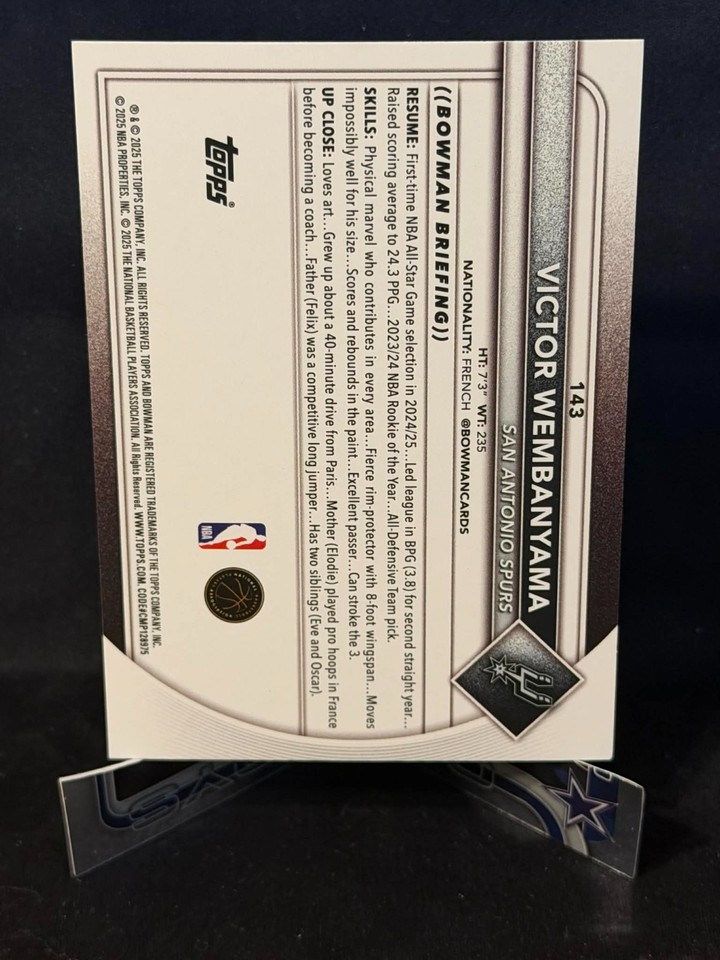 143
VICTOR WEMBANYAMA
SAN ANTONIO SPURS
HT: 7'3" WT: 235
NATIONALITY: FRENCH @BOWMANCARDS
((BOWMAN BRIEFING))
RESUME: First-time NBA All-Star Game selection in 2024/25...Led league in BPG (3.8) for second straight year...
Raised scoring average to 24.3 PPG...2023/24 NBA Rookie of the Year...All-Defensive Team pick.
SKILLS: Physical marvel who contributes in every area...Fierce rim-protector with 8-foot wingspan...Moves
impossibly well for his size...Scores and rebounds in the paint...Excellent passer...Can stroke the 3.
UP CLOSE: Loves art...Grew up about a 40-minute drive from Paris...Mother (Elodie) played pro hoops in France
before becoming a coach...Father (Felix) was a competitive long jumper...Has two siblings (Eve and Oscar).
topps®
NBA
® & © 2025 THE TOPPS COMPANY, INC. ALL RIGHTS RESERVED. TOPPS AND BOWMAN ARE REGISTERED TRADEMARKS OF THE TOPPS COMPANY, INC.
© 2025 NBA PROPERTIES, INC. © 2025 THE NATIONAL BASKETBALL PLAYERS ASSOCIATION. All Rights Reserved. WWW.TOPPS.COM. CODE#CMP128975